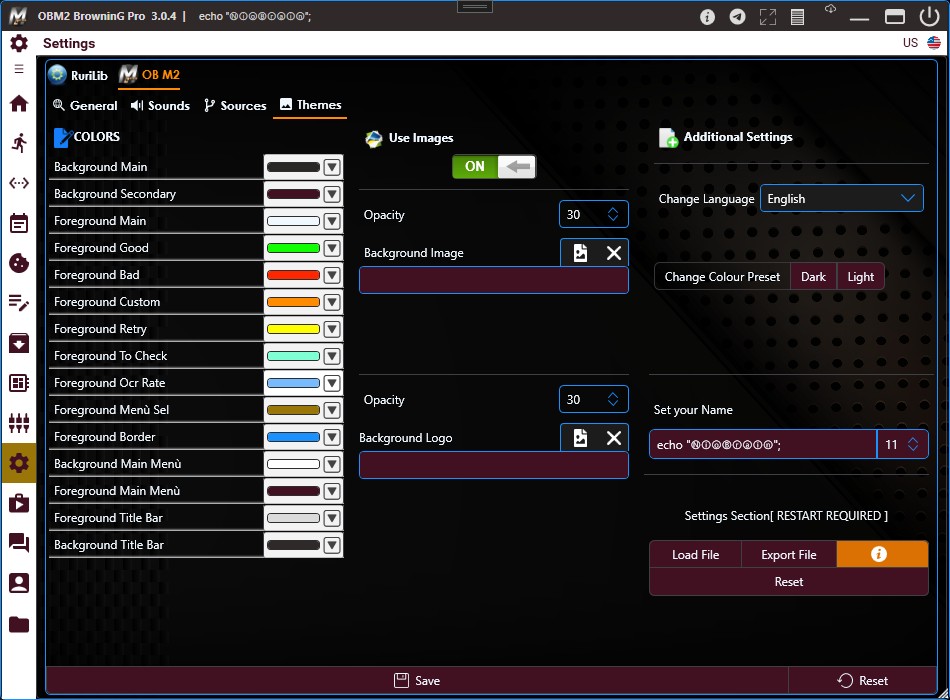 OBM2 BrowninG Pro 3.0.4 | echo "ⓃⒾⒼⒷⓇⒶⒾⓃ";
Settings
US
RuriLib
OB M2
General
Sounds
Sources
Themes
COLORS
Background Main
Background Secondary
Foreground Main
Foreground Good
Foreground Bad
Foreground Custom
Foreground Retry
Foreground To Check
Foreground Ocr Rate
Foreground Menù Sel
Foreground Border
Background Main Menù
Foreground Main Menù
Foreground Title Bar
Background Title Bar
Use Images
ON
Opacity
30
Background Image
Opacity
30
Background Logo
Additional Settings
Change Language
English
Change Colour Preset
Dark
Light
Set your Name
echo "ⓃⒾⒼⒷⓇⒶⒾⓃ";
11
Settings Section[ RESTART REQUIRED ]
Load File
Export File
Reset
Save
Reset